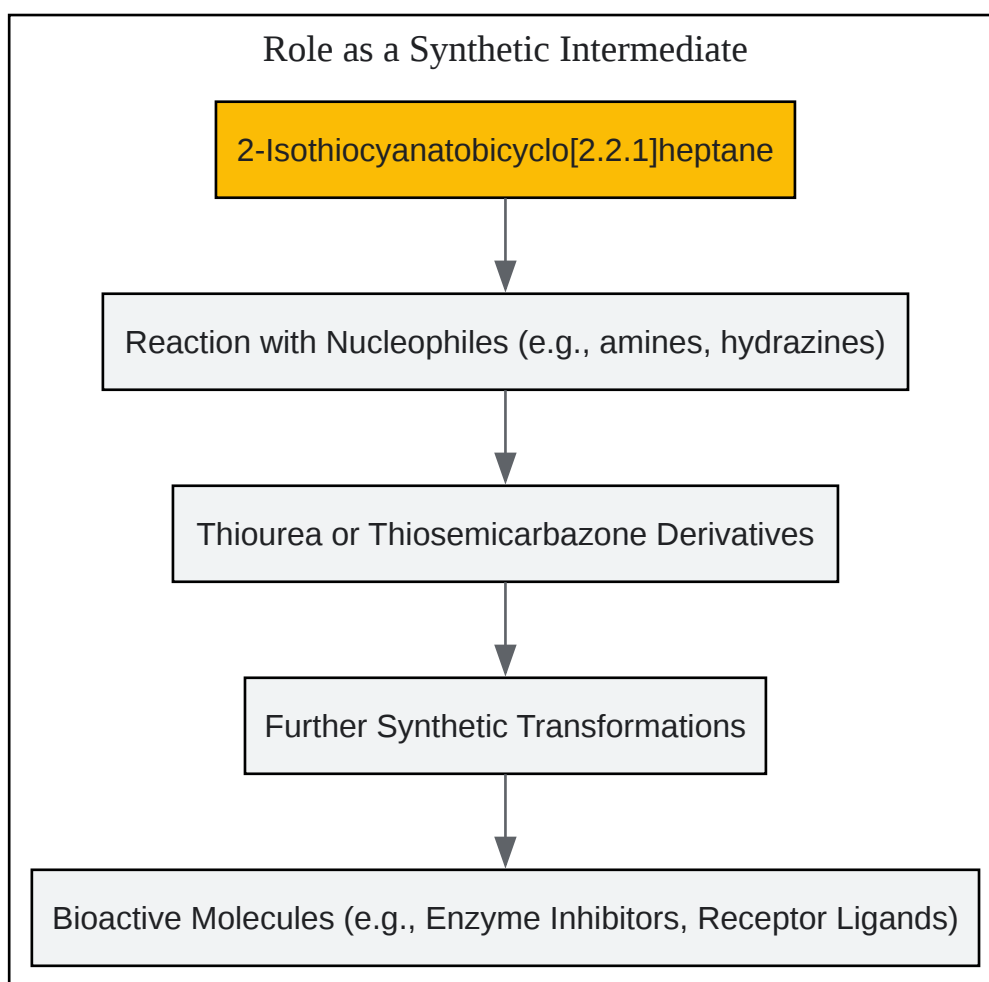 Role as a Synthetic Intermediate
2-Isothiocyanatobicyclo[2.2.1]heptane
Reaction with Nucleophiles (e.g., amines, hydrazines)
Thiourea or Thiosemicarbazone Derivatives
Further Synthetic Transformations
Bioactive Molecules (e.g., Enzyme Inhibitors, Receptor Ligands)